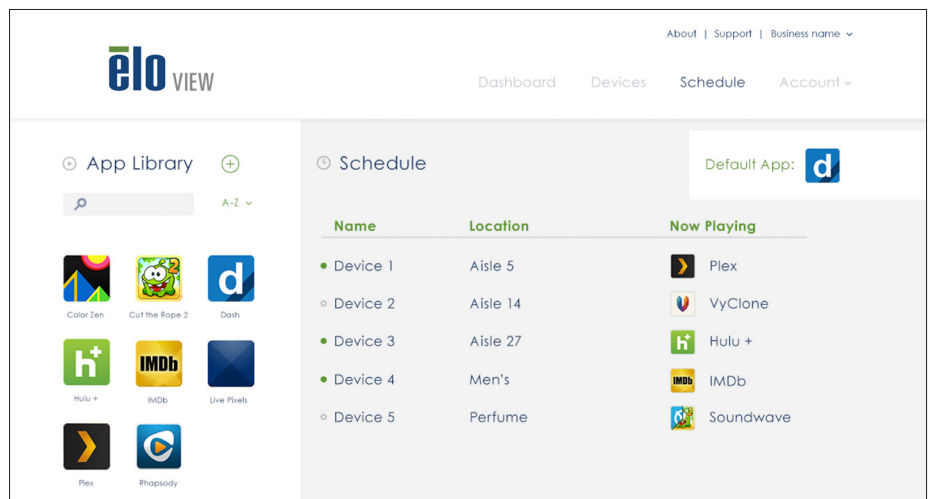 About | Support | Business name
ēlo VIEW
Dashboard Devices Schedule Account
App Library
A-Z
Color Zen Cut the Rope 2 Dash
Hulu + IMDb Live Pixels
Plex Rhapsody
Schedule
Default App: d
Name Location Now Playing
Device 1 Aisle 5 Plex
Device 2 Aisle 14 VyClone
Device 3 Aisle 27 Hulu +
Device 4 Men's IMDb
Device 5 Perfume Soundwave